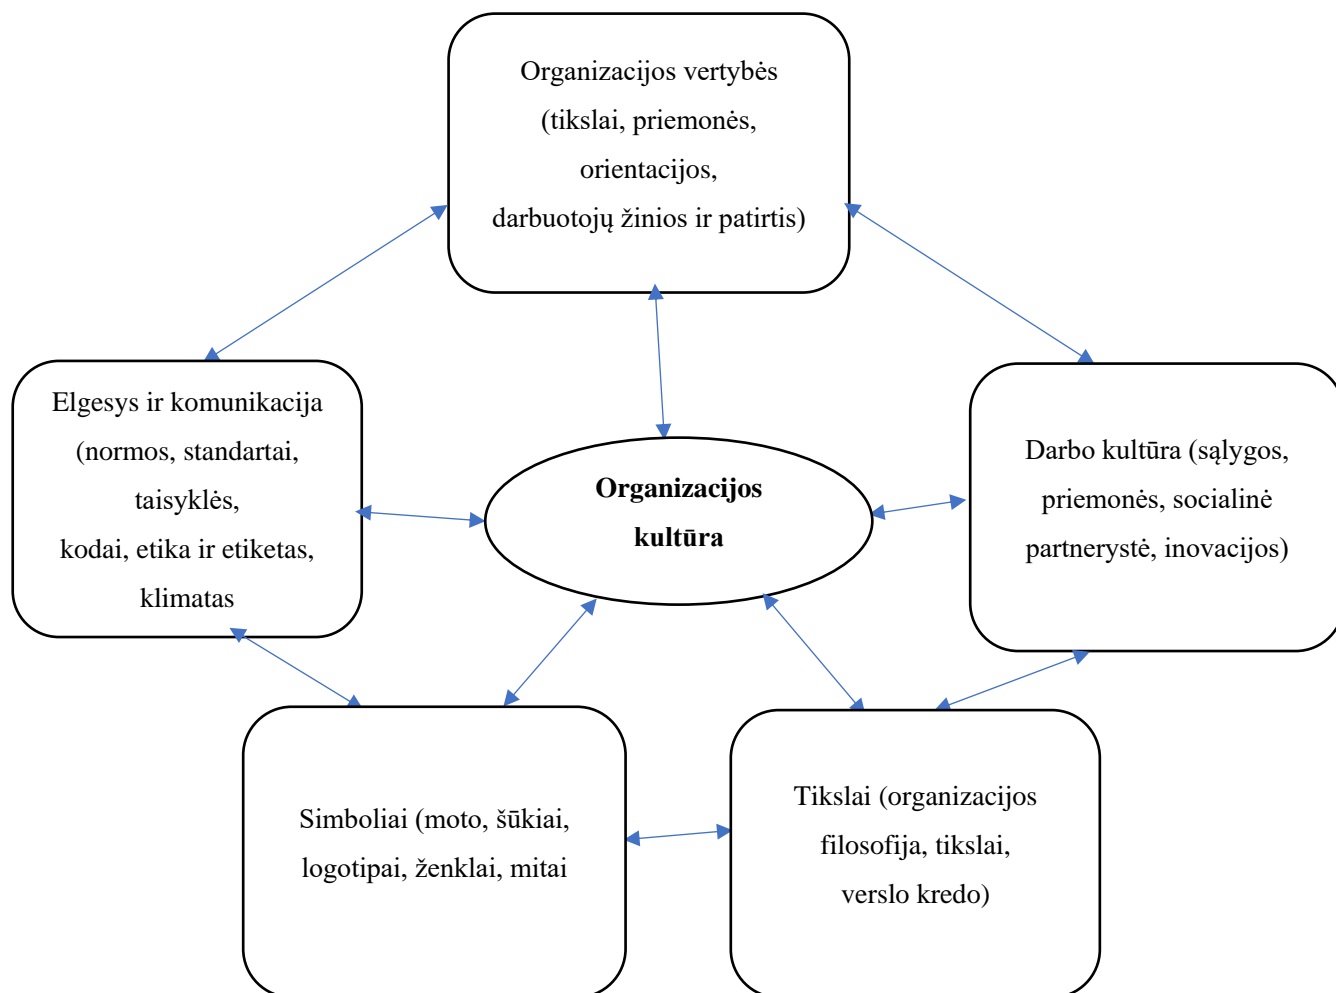 Organizacijos vertybės
(tikslai, priemonės,
orientacijos,
darbuotojų žinios ir patirtis)
Elgesys ir komunikacija
(normos, standartai,
taisyklės,
kodai, etika ir etiketas,
klimatas
Organizacijos
kultūra
Darbo kultūra (sąlygos,
priemonės, socialinė
partnerystė, inovacijos)
Simboliai (moto, šūkiai,
logotipai, ženklai, mitai
Tikslai (organizacijos
filosofija, tikslai,
verslo kredo)